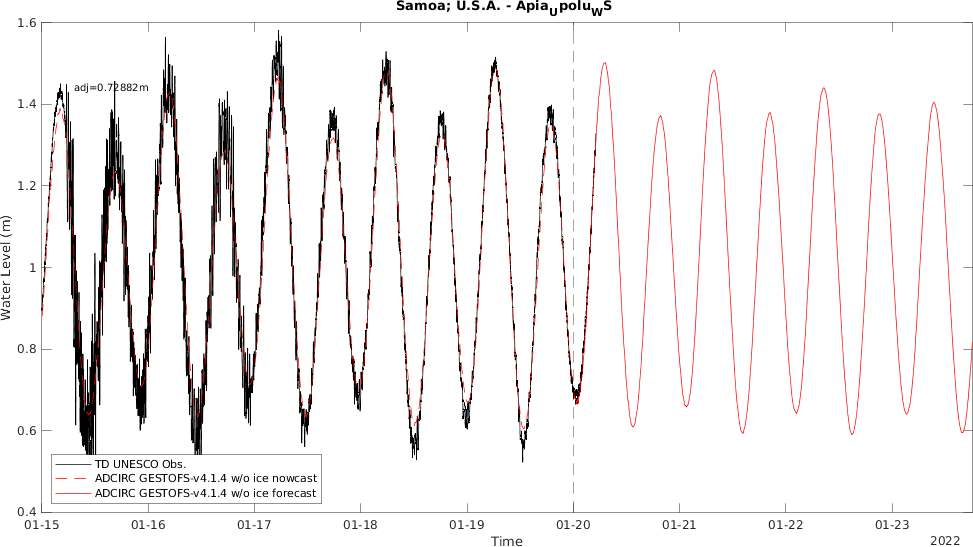 Samoa; U.S.A. - Apia_Upolu_WS
1.6
adj=0.72882m
1.4
1.2
1
0.8
0.6
0.4
Water Level (m)
TD UNESCO Obs.
ADCIRC GESTOFS-v4.1.4 w/o ice nowcast
ADCIRC GESTOFS-v4.1.4 w/o ice forecast
01-15 01-16 01-17 01-18 01-19 01-20 01-21 01-22 01-23
Time
2022